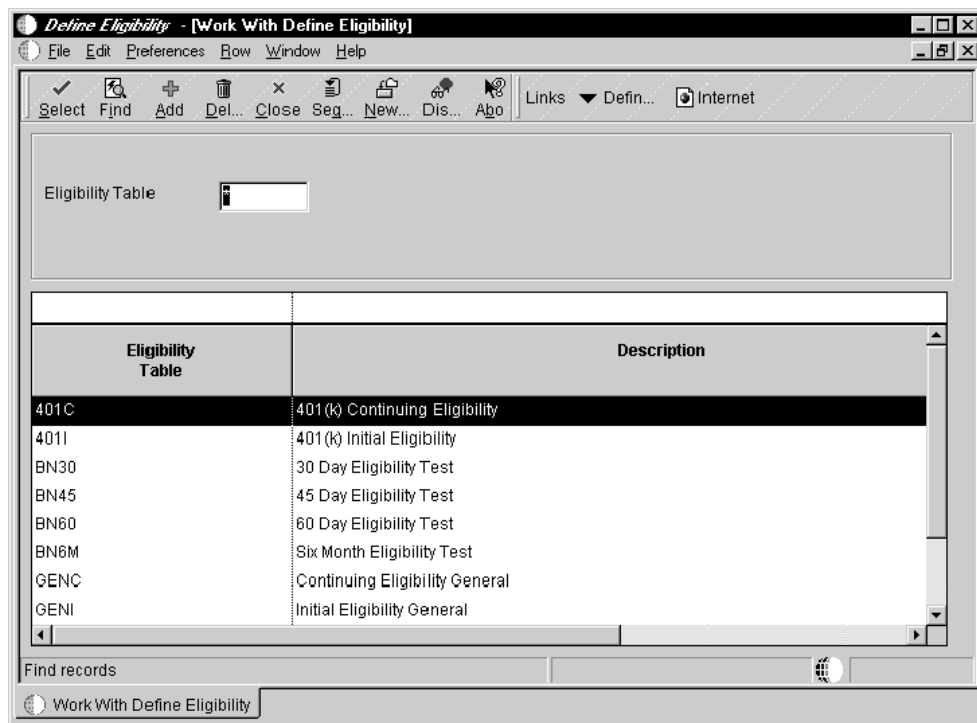 Define Eligibility - [Work With Define Eligibility]
File Edit Preferences Row Window Help
Select Find Add Del... Close Seq... New... Dis... Abo Links Defin... Internet
Eligibility Table *
Eligibility Table Description
401C 401(k) Continuing Eligibility
401I 401(k) Initial Eligibility
BN30 30 Day Eligibility Test
BN45 45 Day Eligibility Test
BN60 60 Day Eligibility Test
BN6M Six Month Eligibility Test
GENC Continuing Eligibility General
GENI Initial Eligibility General
Find records
Work With Define Eligibility